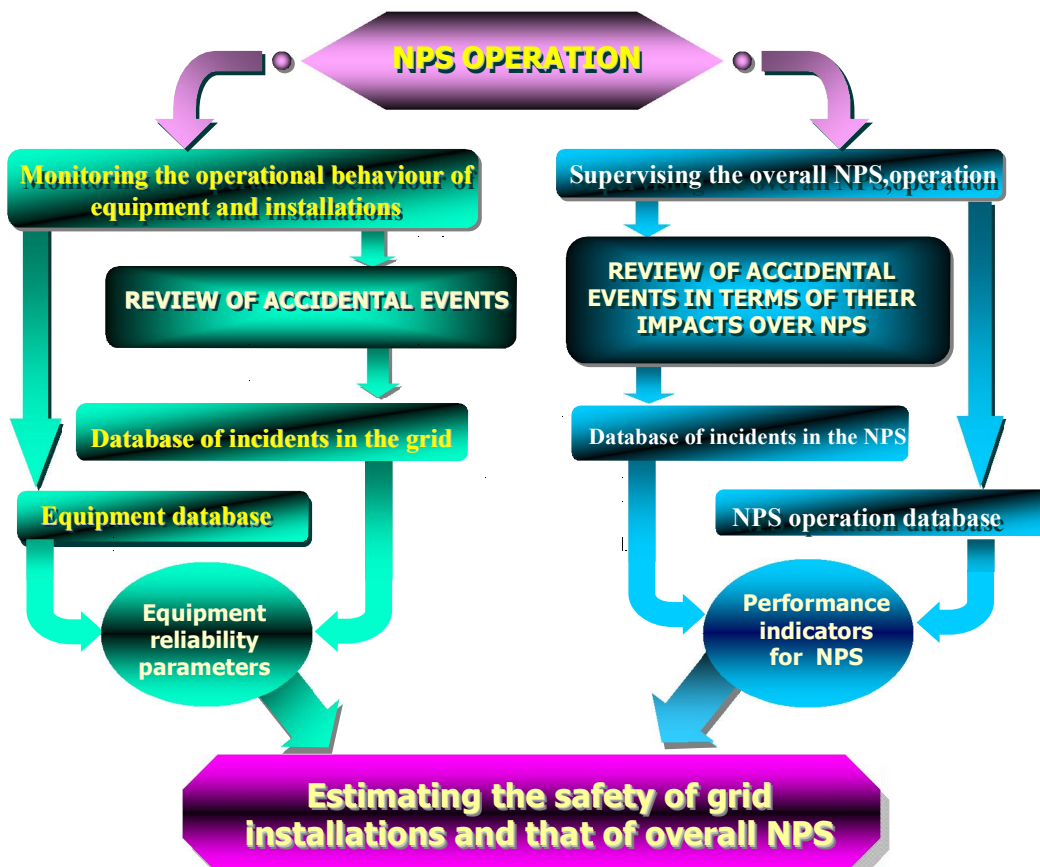 NPS OPERATION
Monitoring the operational behaviour of
equipment and installations
Supervising the overall NPS,operation
REVIEW OF ACCIDENTAL EVENTS
REVIEW OF ACCIDENTAL
EVENTS IN TERMS OF THEIR
IMPACTS OVER NPS
Database of incidents in the grid
Database of incidents in the NPS
Equipment database
NPS operation database
Equipment
reliability
parameters
Performance
indicators
for NPS
Estimating the safety of grid
installations and that of overall NPS